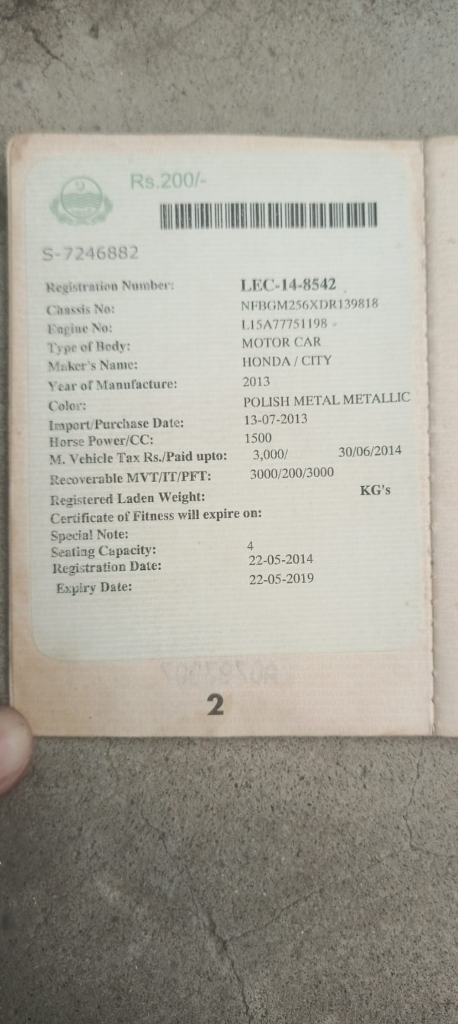 Rs.200/-
S-7246882
Registration Number: LEC-14-8542
Chassis No: NFBGM256XDR139818
Engine No: L15A77751198
Type of Body: MOTOR CAR
Maker's Name: HONDA / CITY
Year of Manufacture: 2013
Color: POLISH METAL METALLIC
Import/Purchase Date: 13-07-2013
Horse Power/CC: 1500
M. Vehicle Tax Rs./Paid upto: 3,000/ 30/06/2014
Recoverable MVT/IT/PFT: 3000/200/3000
Registered Laden Weight: KG's
Certificate of Fitness will expire on:
Special Note:
Seating Capacity: 4
Registration Date: 22-05-2014
Expiry Date: 22-05-2019
2